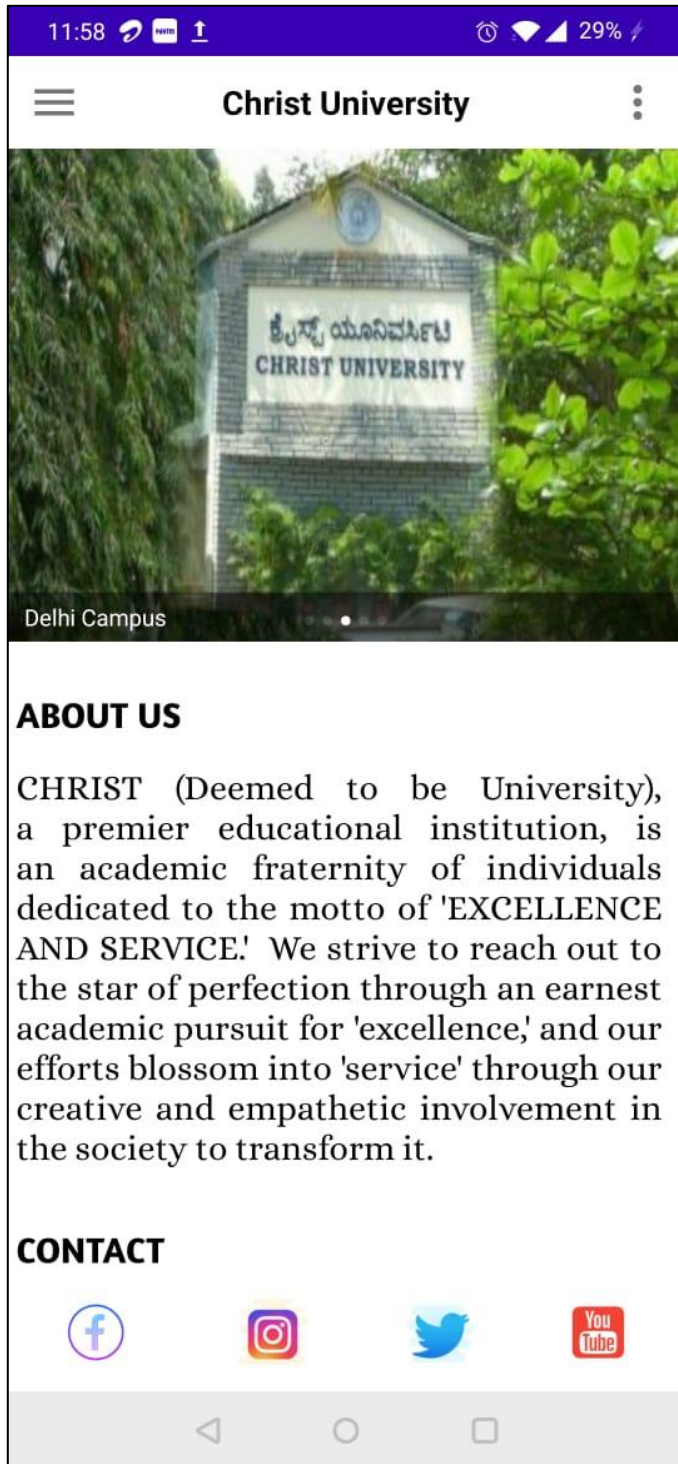 11:58
Paytm
29%
Christ University
ಕ್ರೈಸ್ಟ್ ಯೂನಿವರ್ಸಿಟಿ
CHRIST UNIVERSITY
Delhi Campus
ABOUT US
CHRIST (Deemed to be University),
a premier educational institution, is
an academic fraternity of individuals
dedicated to the motto of 'EXCELLENCE
AND SERVICE.' We strive to reach out to
the star of perfection through an earnest
academic pursuit for 'excellence,' and our
efforts blossom into 'service' through our
creative and empathetic involvement in
the society to transform it.
CONTACT
You
Tube